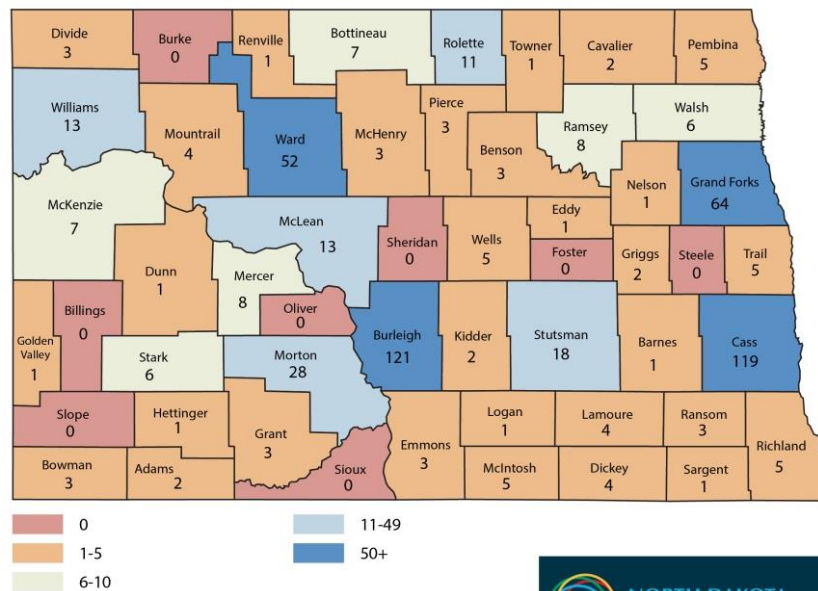 Divide
3
Burke
0
Renville
1
Bottineau
7
Rolette
11
Towner
1
Cavalier
2
Pembina
5
Williams
13
Mountrail
4
Ward
52
McHenry
3
Pierce
3
Benson
3
Ramsey
8
Walsh
6
McKenzie
7
McLean
13
Sheridan
0
Wells
5
Eddy
1
Foster
0
Nelson
1
Grand Forks
64
Griggs
2
Steele
0
Trail
5
Dunn
1
Mercer
8
Oliver
0
Billings
0
Golden
Valley
1
Stark
6
Morton
28
Burleigh
121
Kidder
2
Stutsman
18
Barnes
1
Cass
119
Slope
0
Hettinger
1
Grant
3
Emmons
3
Logan
1
Lamoure
4
Ransom
3
Richland
5
Bowman
3
Adams
2
Sioux
0
McIntosh
5
Dickey
4
Sargent
1
0
1-5
6-10
11-49
50+
NORTH DAKOTA